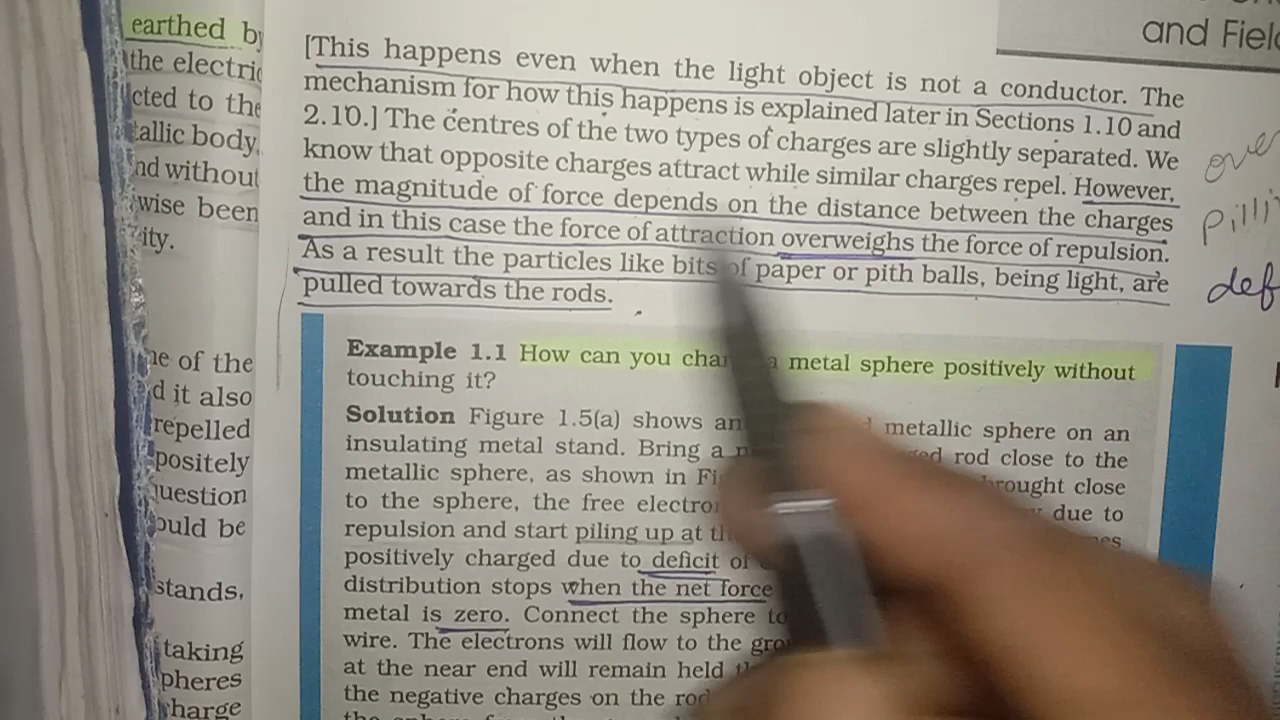 and Field
earthed by
the electric
cted to the
tallic body,
nd without
wise been
ity.
ne of the
d it also
repelled
positely
question
ould be
stands,
taking
pheres
charge
[This happens even when the light object is not a conductor. The
mechanism for how this happens is explained later in Sections 1.10 and
2.10.] The centres of the two types of charges are slightly separated. We
know that opposite charges attract while similar charges repel. However,
the magnitude of force depends on the distance between the charges
and in this case the force of attraction overweighs the force of repulsion.
As a result the particles like bits of paper or pith balls, being light, are
pulled towards the rods.
Example 1.1 How can you cha a metal sphere positively without
touching it?
Solution Figure 1.5(a) shows an metallic sphere on an
insulating metal stand. Bring a rod close to the
metallic sphere, as shown in brought close
to the sphere, the free due to
repulsion and start piling up at
positively charged due to deficit of
distribution stops when the net force
metal is zero. Connect the sphere to
wire. The electrons will flow to the
at the near end will remain held
the negative charges on the rod
over
pilli
def